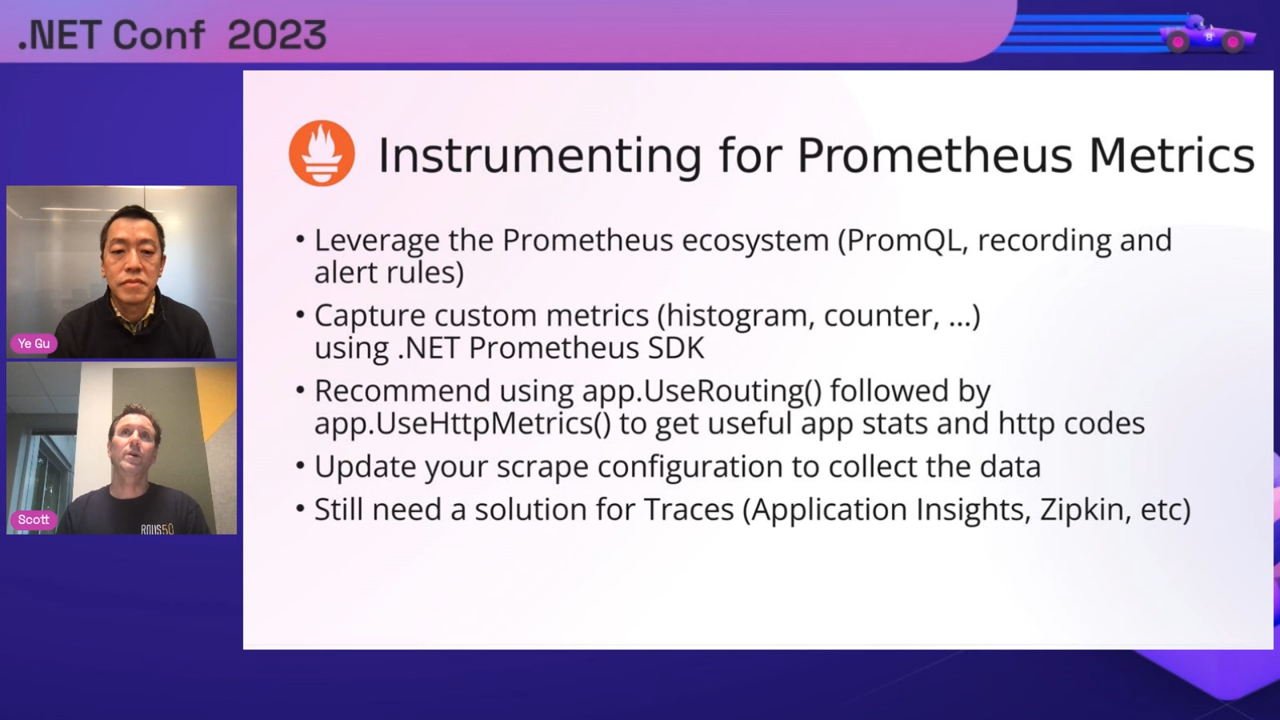 .NET Conf 2023
8
Instrumenting for Prometheus Metrics
• Leverage the Prometheus ecosystem (PromQL, recording and
alert rules)
• Capture custom metrics (histogram, counter, ...)
using .NET Prometheus SDK
• Recommend using app.UseRouting() followed by
app.UseHttpMetrics() to get useful app stats and http codes
• Update your scrape configuration to collect the data
• Still need a solution for Traces (Application Insights, Zipkin, etc)
Ye Gu
Scott